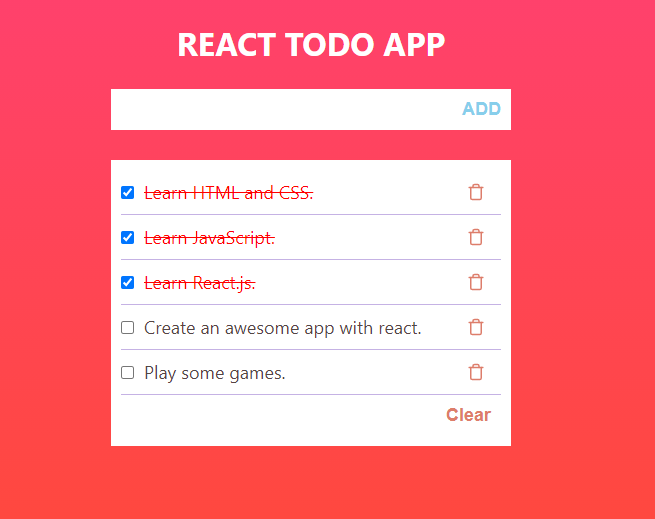 REACT TODO APP
ADD
Learn HTML and CSS.
Learn JavaScript.
Learn React.js.
Create an awesome app with react.
Play some games.
Clear